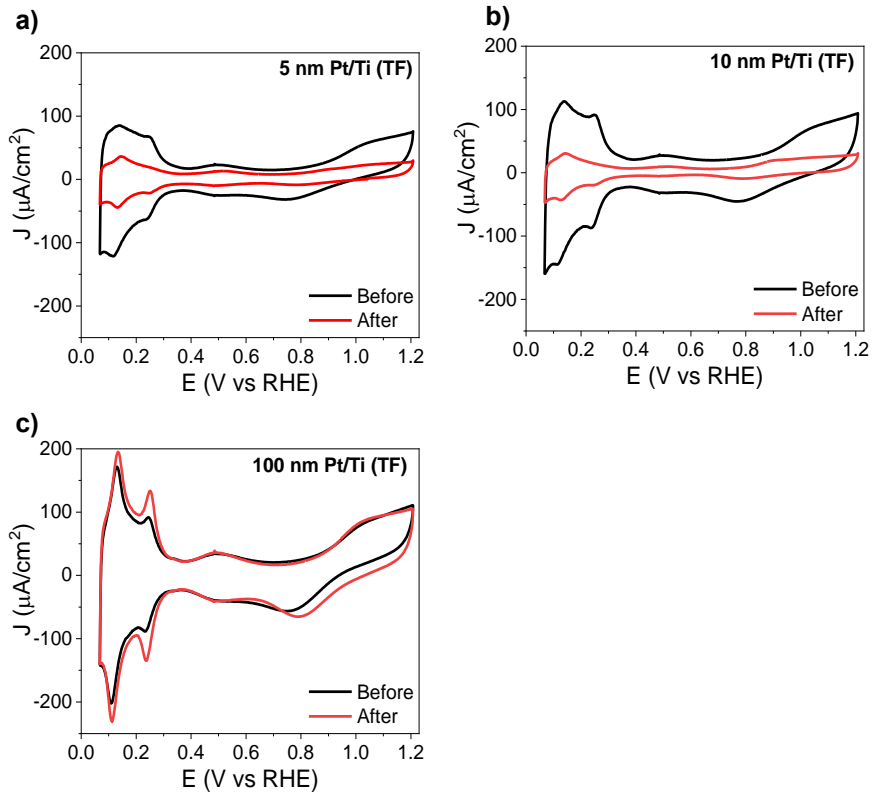 a)
5 nm Pt/Ti (TF)
200
100
0
-100
-200
J (μA/cm²)
Before
After
0.0 0.2 0.4 0.6 0.8 1.0 1.2
E (V vs RHE)
b)
10 nm Pt/Ti (TF)
200
100
0
-100
-200
J (μA/cm²)
Before
After
0.0 0.2 0.4 0.6 0.8 1.0 1.2
E (V vs RHE)
c)
100 nm Pt/Ti (TF)
200
100
0
-100
-200
J (μA/cm²)
Before
After
0.0 0.2 0.4 0.6 0.8 1.0 1.2
E (V vs RHE)